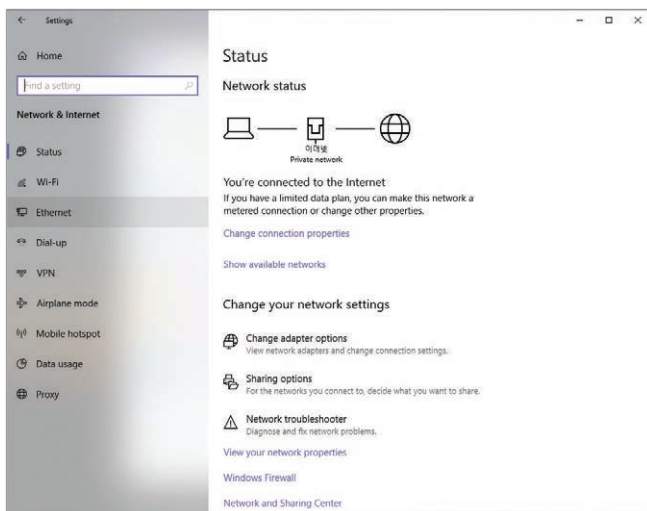 Settings
Home
Find a setting
Network & Internet
Status
Wi-Fi
Ethernet
Dial-up
VPN
Airplane mode
Mobile hotspot
Data usage
Proxy
Status
Network status
이더넷
Private network
You're connected to the Internet
If you have a limited data plan, you can make this network a
metered connection or change other properties.
Change connection properties
Show available networks
Change your network settings
Change adapter options
View network adapters and change connection settings.
Sharing options
For the networks you connect to, decide what you want to share.
Network troubleshooter
Diagnose and fix network problems.
View your network properties
Windows Firewall
Network and Sharing Center